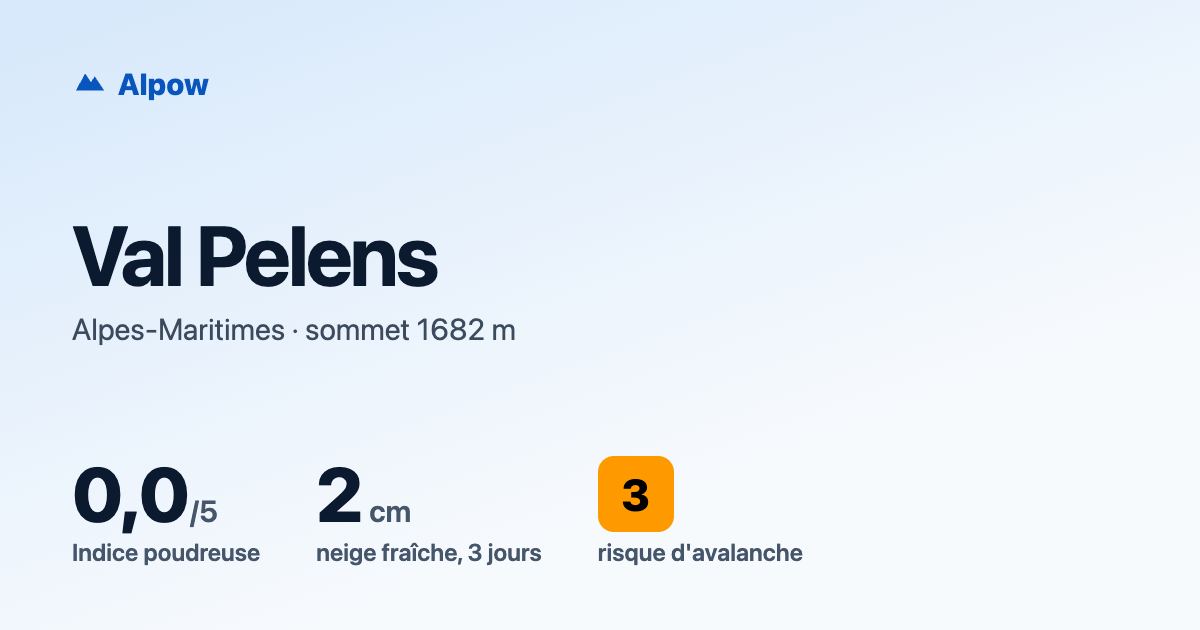 Alpow
Val Pelens
Alpes-Maritimes · sommet 1682 m
0,0/5
Indice poudreuse
2 cm
neige fraîche, 3 jours
3
risque d'avalanche